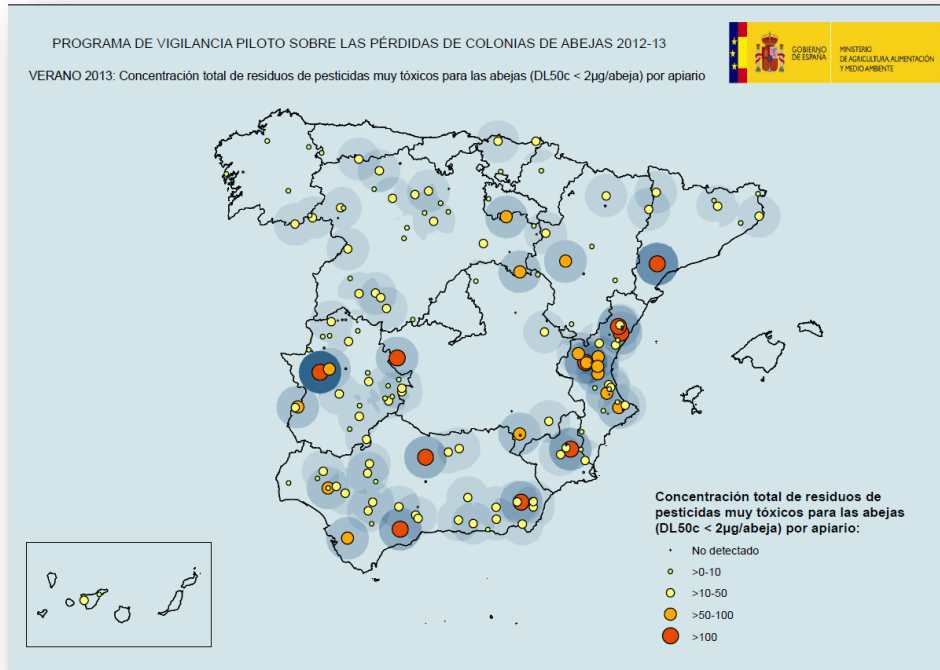 PROGRAMA DE VIGILANCIA PILOTO SOBRE LAS PÉRDIDAS DE COLONIAS DE ABEJAS 2012-13
VERANO 2013: Concentración total de residuos de pesticidas muy tóxicos para las abejas (DL50c < 2µg/abeja) por apiario
GOBIERNO
DE ESPAÑA
MINISTERIO
DE AGRICULTURA, ALIMENTACIÓN
Y MEDIO AMBIENTE
Concentración total de residuos de
pesticidas muy tóxicos para las abejas
(DL50c < 2µg/abeja) por apiario:
No detectado
>0-10
>10-50
>50-100
>100